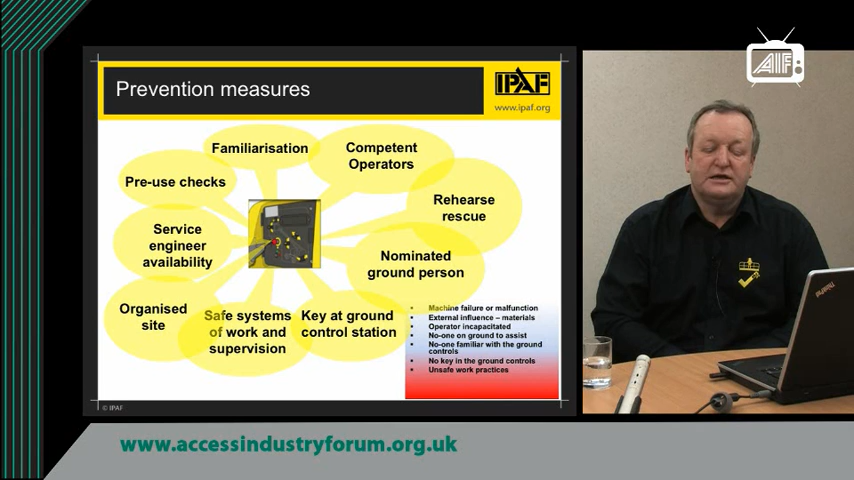 AIF
Prevention measures
IPAF
www.ipaf.org
Familiarisation
Competent
Operators
Pre-use checks
Rehearse
rescue
Service
engineer
availability
Nominated
ground person
Organised
site
Safe systems
of work and
supervision
Key at ground
control station
• Machine failure or malfunction
• External influence – materials
• Operator incapacitated
• No-one on ground to assist
• No-one familiar with the ground
controls
• No key in the ground controls
• Unsafe work practices
© IPAF
ThinkPad
www.accessindustryforum.org.uk